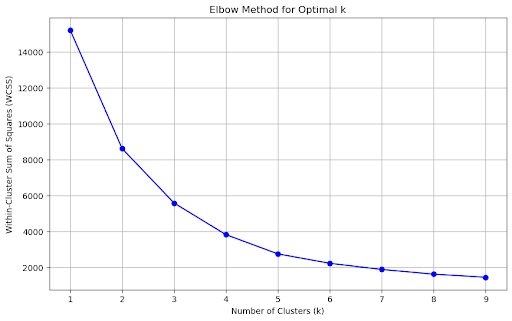 Elbow Method for Optimal k
Within-Cluster Sum of Squares (WCSS)
14000
12000
10000
8000
6000
4000
2000
1 2 3 4 5 6 7 8 9
Number of Clusters (k)